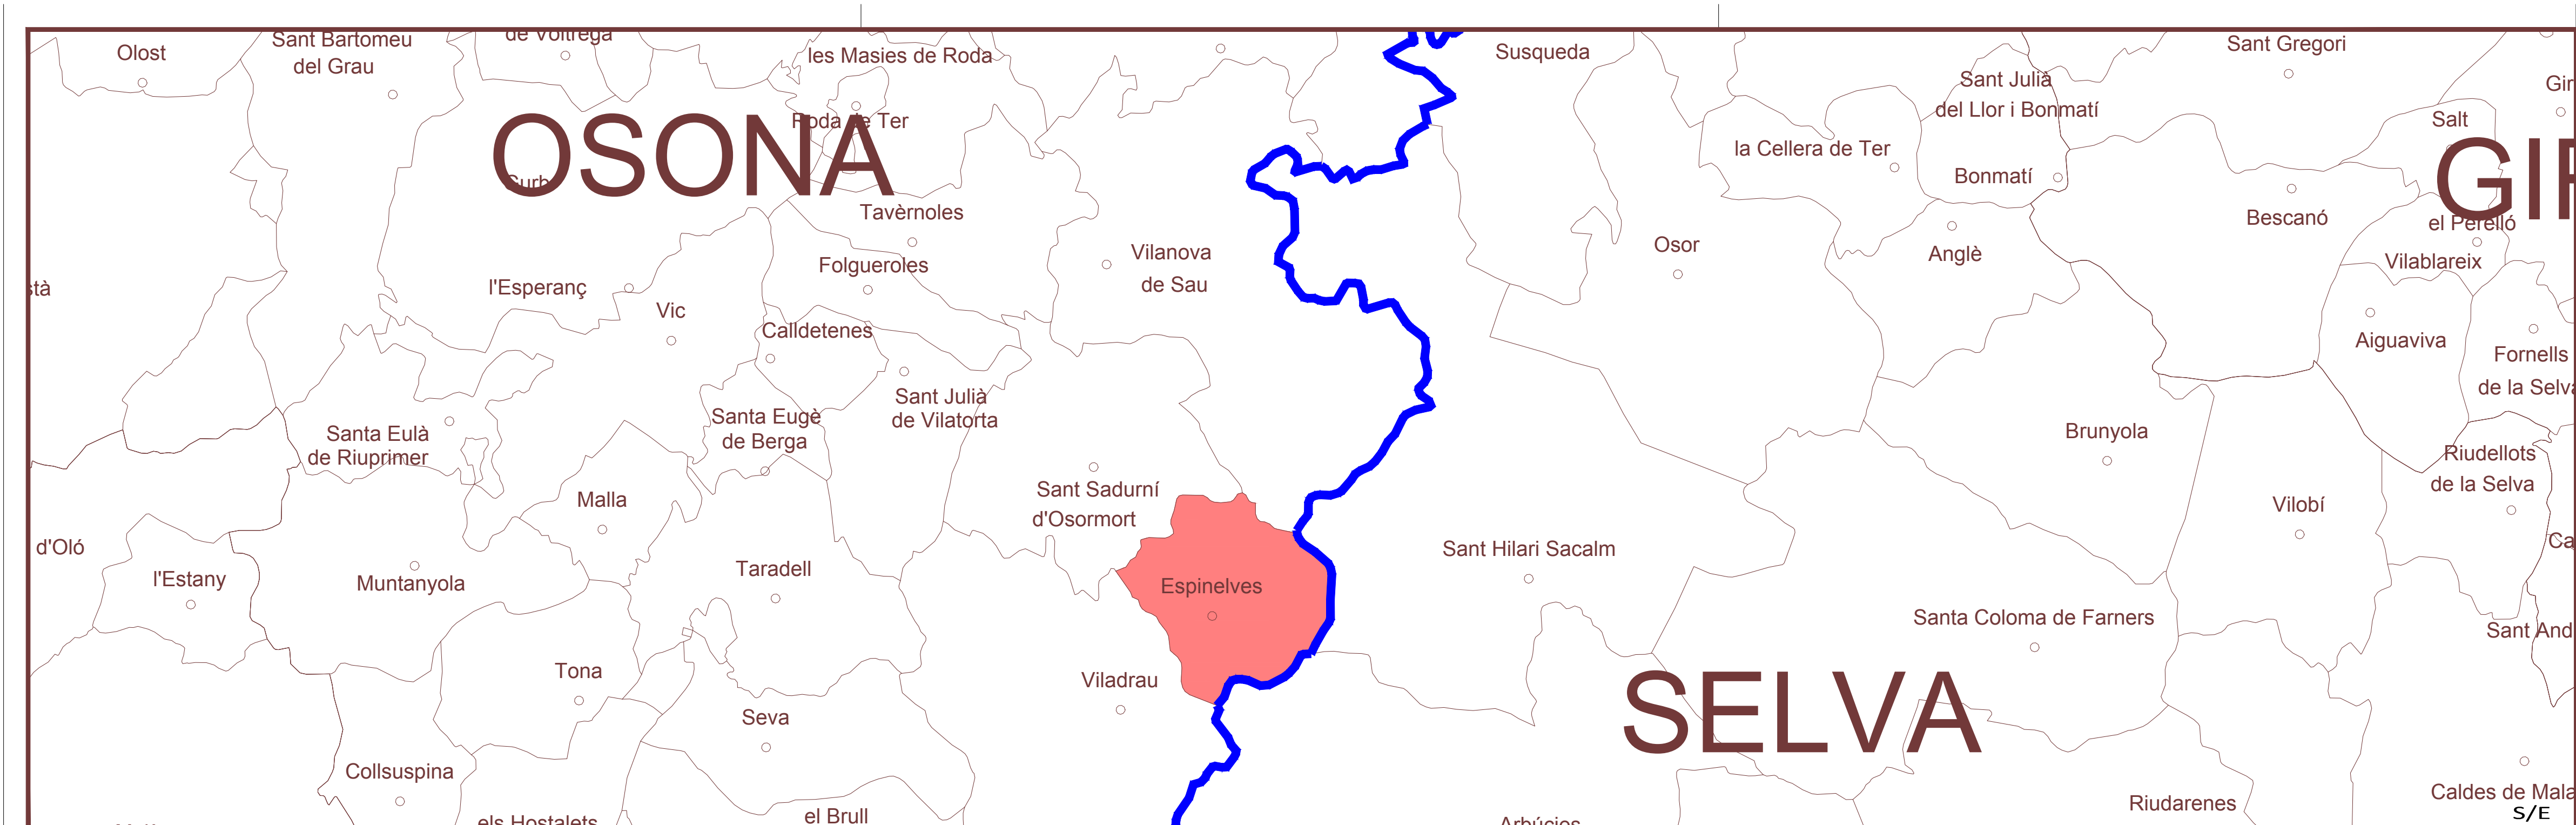 Olost
Sant Bartomeu
del Grau
de Voltregà
les Masies de Roda
Susqueda
Sant Gregori
Sant Julià
del Llor i Bonmatí
Roda de Ter
OSONA
Salt
la Cellera de Ter
Bonmatí
Tavèrnoles
Bescanó
el Perelló
Vilanova
de Sau
Osor
Anglè
Folgueroles
Vilablareix
l'Esperanç
Vic
Calldetenes
Aiguaviva
Fornells
de la Selva
Sant Julià
de Vilatorta
Santa Eugè
de Berga
Santa Eulà
de Riuprimer
Brunyola
Riudellots
de la Selva
Malla
Sant Sadurní
d'Osormort
Vilobí
d'Oló
l'Estany
Muntanyola
Taradell
Espinelves
Sant Hilari Sacalm
Santa Coloma de Farners
Sant And
Tona
Viladrau
SELVA
Seva
Collsuspina
el Brull
els Hostalets
Arbúcies
Riudarenes
Caldes de Mala
S/E